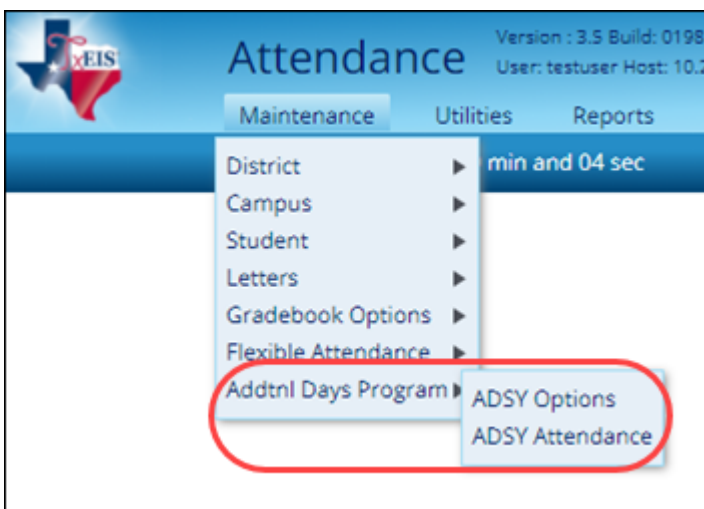 TxEIS
Attendance
Version : 3.5 Build: 0198
User: testuser Host: 10.2
Maintenance Utilities Reports
min and 04 sec
District
Campus
Student
Letters
Gradebook Options
Flexible Attendance
Addtnl Days Program
ADSY Options
ADSY Attendance